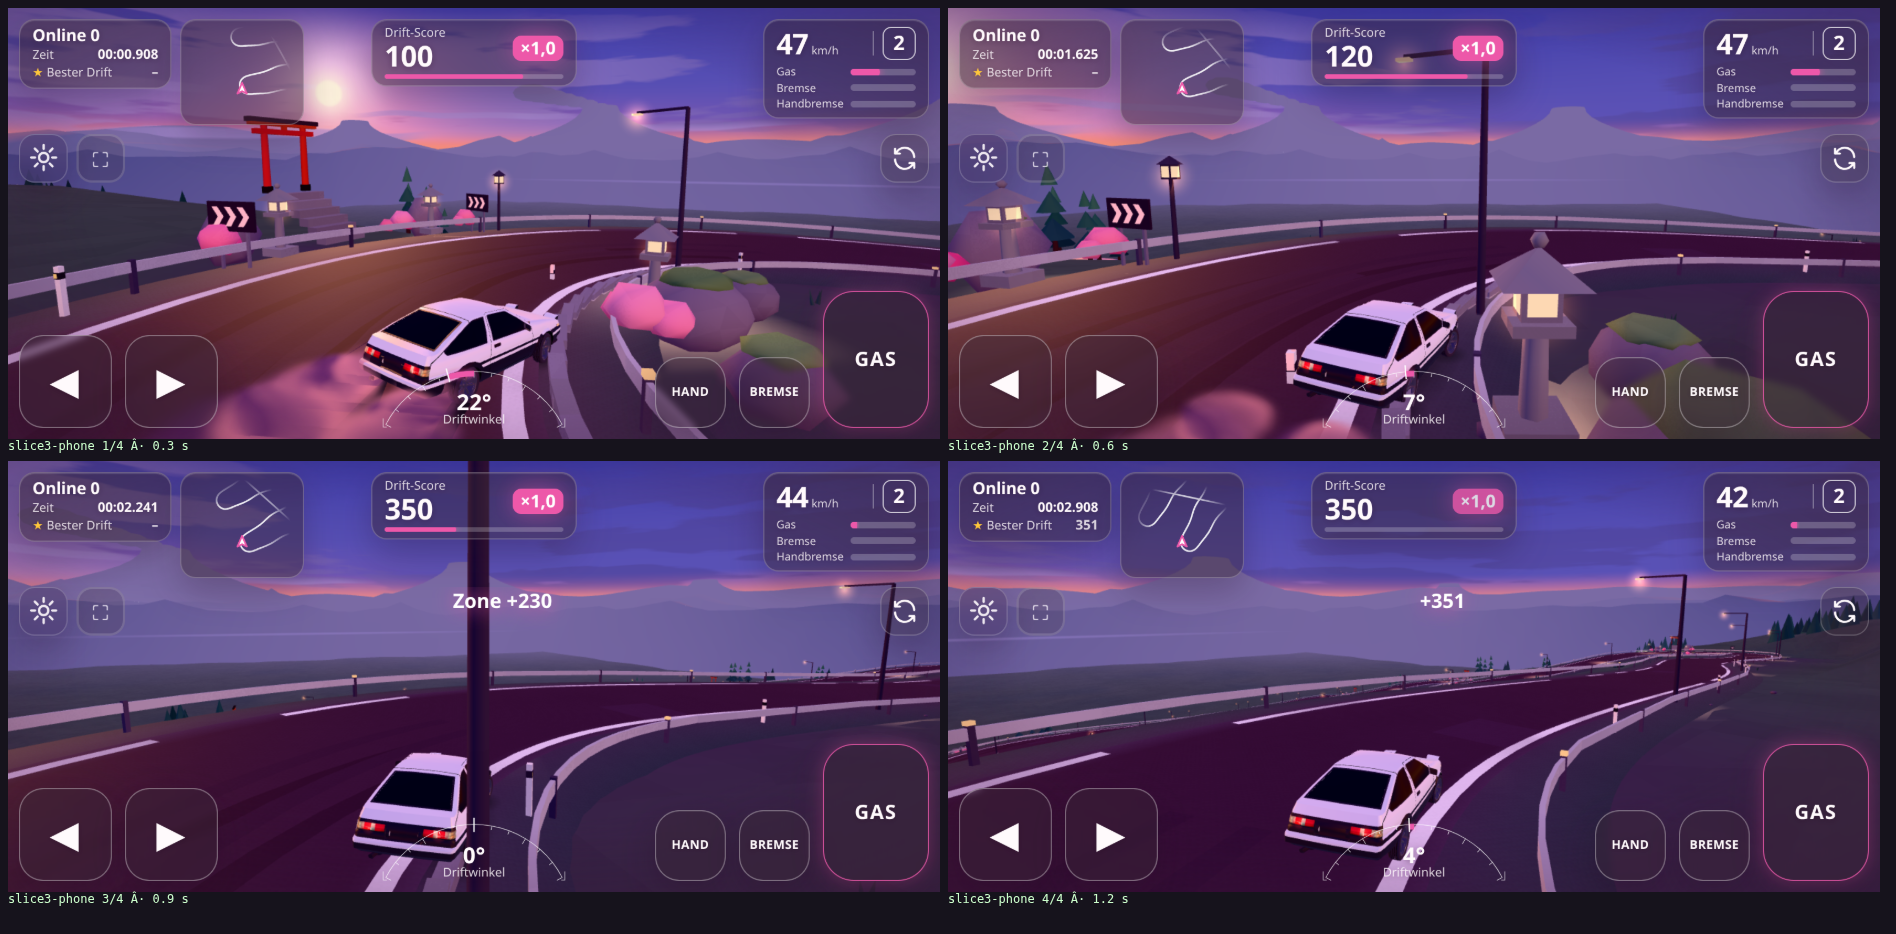 Online 0
Zeit 00:00.908
★ Bester Drift –
Drift-Score
100 ×1,0
47 km/h 2
Gas
Bremse
Handbremse
22°
Driftwinkel
HAND
BREMSE
GAS
slice3-phone 1/4 Â· 0.3 s
Online 0
Zeit 00:01.625
★ Bester Drift –
Drift-Score
120 ×1,0
47 km/h 2
Gas
Bremse
Handbremse
7°
Driftwinkel
HAND
BREMSE
GAS
slice3-phone 2/4 Â· 0.6 s
Online 0
Zeit 00:02.241
★ Bester Drift –
Drift-Score
350 ×1,0
44 km/h 2
Gas
Bremse
Handbremse
Zone +230
0°
Driftwinkel
HAND
BREMSE
GAS
slice3-phone 3/4 Â· 0.9 s
Online 0
Zeit 00:02.908
★ Bester Drift 351
Drift-Score
350 ×1,0
42 km/h 2
Gas
Bremse
Handbremse
+351
4°
Driftwinkel
HAND
BREMSE
GAS
slice3-phone 4/4 Â· 1.2 s